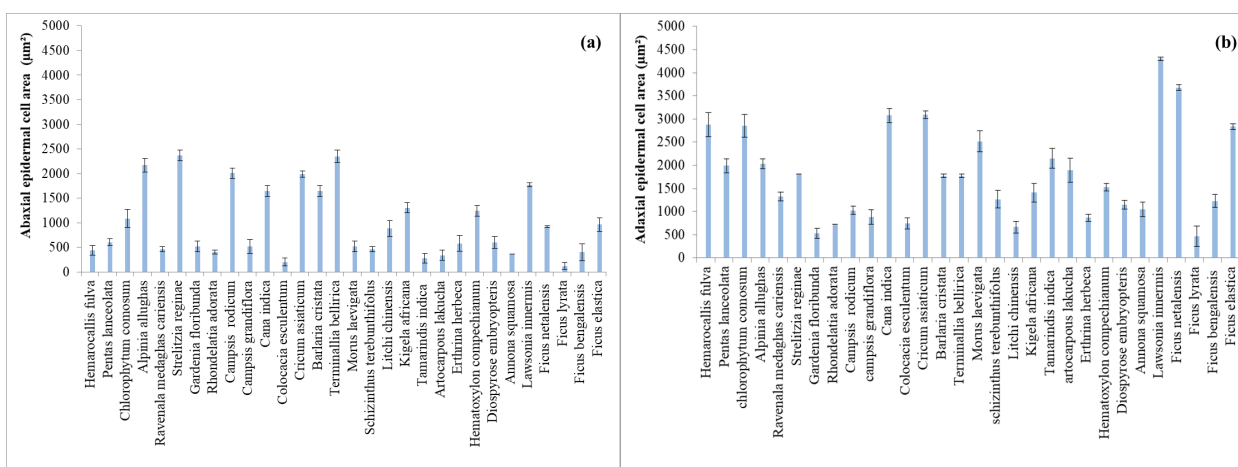 Abaxial epidermal cell area (µm²)
5000
4500
4000
3500
3000
2500
2000
1500
1000
500
0
(a)
Hemarocallis fulva
Pentas lanceolata
Chlorophytum comosum
Alpinia allughas
Ravenala medaghas cariensis
Strelitzia reginae
Gardenia floribunda
Rhondelatia adorata
Campsis rodicum
Campsis grandiflora
Cana indica
Colocacia esculentum
Cricum asiaticum
Barlaria cristata
Terminallia bellirica
Morus laevigata
Schizinthus terebunthifolus
Litchi chinensis
Kigela africana
Tamarindis indica
Artocarpous lakucha
Erthrina herbeca
Hematoxylon compechianum
Diospyrose embryopteris
Annona squamosa
Lawsonia innermis
Ficus netalensis
Ficus lyrata
Ficus bengalensis
Ficus elastica
Adaxial epidermal cell area (µm²)
5000
4500
4000
3500
3000
2500
2000
1500
1000
500
0
(b)
Hemarocallis fulva
Pentas lanceolata
chlorophytum comosum
Alpinia allughas
Ravenala medaghas cariensis
Strelitzia reginae
Gardenia floribunda
Rhondelatia adorata
Campsis rodicum
campsis grandiflora
Cana indica
Colocacia esculentum
Cricum asiaticum
Barlaria cristata
Terminallia bellirica
Morus laevigata
schizinthus terebunthifolus
Litchi chinensis
Kigela africana
Tamarindis indica
artocarpous lakucha
Erthrina herbeca
Hematoxylon compechianum
Diospyrose embryopteris
Annona squamosa
Lawsonia innermis
Ficus netalensis
Ficus lyrata
Ficus bengalensis
Ficus elastica